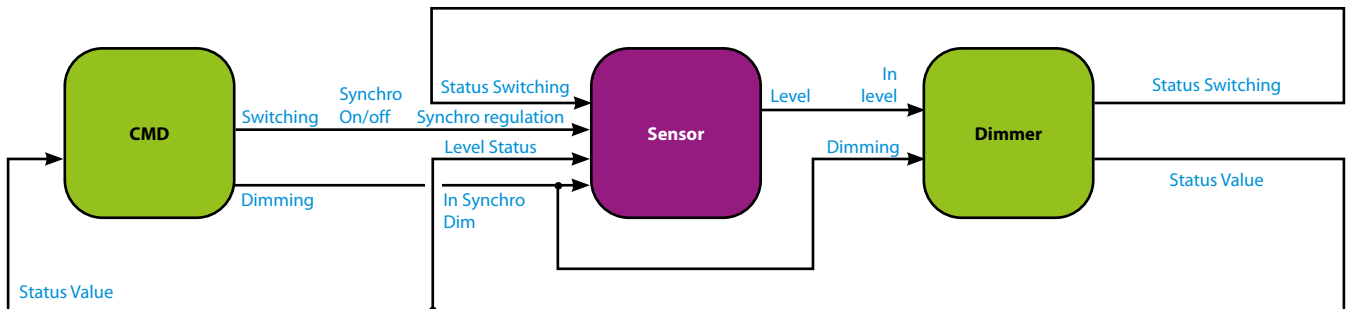 Status Switching
In
level
Level
Status Switching
Synchro
On/off
Switching
Synchro regulation
CMD
Sensor
Dimmer
Level Status
Dimming
Status Value
Dimming
In Synchro
Dim
Status Value